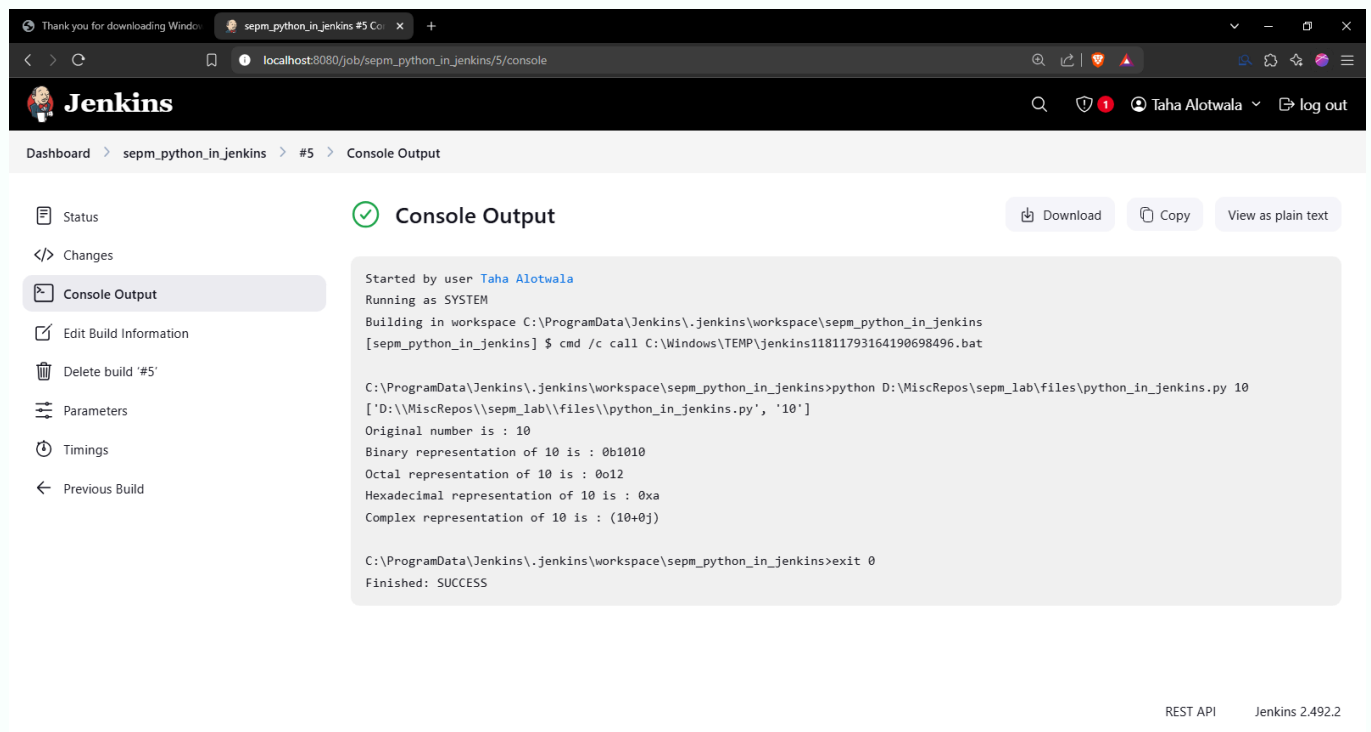 Thank you for downloading Window
sepm_python_in_jenkins #5 Co
localhost:8080/job/sepm_python_in_jenkins/5/console
Jenkins
1
Taha Alotwala
log out
Dashboard > sepm_python_in_jenkins > #5 > Console Output
Status
Changes
Console Output
Edit Build Information
Delete build '#5'
Parameters
Timings
Previous Build
Console Output
Download
Copy
View as plain text
Started by user Taha Alotwala
Running as SYSTEM
Building in workspace C:\ProgramData\Jenkins\.jenkins\workspace\sepm_python_in_jenkins
[sepm_python_in_jenkins] $ cmd /c call C:\Windows\TEMP\jenkins11811793164190698496.bat
C:\ProgramData\Jenkins\.jenkins\workspace\sepm_python_in_jenkins>python D:\MiscRepos\sepm_lab\files\python_in_jenkins.py 10
['D:\\MiscRepos\\sepm_lab\\files\\python_in_jenkins.py', '10']
Original number is : 10
Binary representation of 10 is : 0b1010
Octal representation of 10 is : 0o12
Hexadecimal representation of 10 is : 0xa
Complex representation of 10 is : (10+0j)
C:\ProgramData\Jenkins\.jenkins\workspace\sepm_python_in_jenkins>exit 0
Finished: SUCCESS
REST API
Jenkins 2.492.2